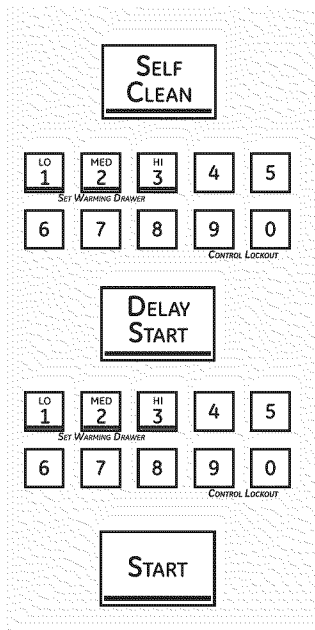 SELF
CLEAN
LO MED HI
1 2 3 4 5
SET WARMING DRAWER
6 7 8 9 0
CONTROL LOCKOUT
DELAY
START
LO MED HI
1 2 3 4 5
SET WARMING DRAWER
6 7 8 9 0
CONTROL LOCKOUT
START